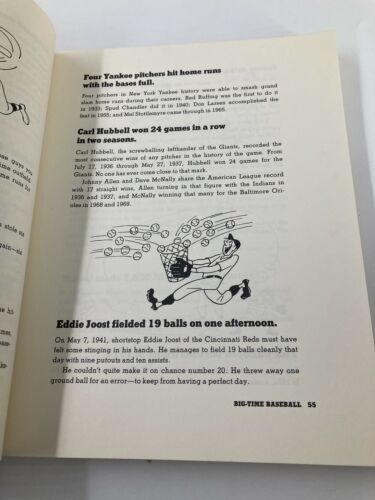 Four Yankee pitchers hit home runs
with the bases full.
Four pitchers in New York Yankee history were able to smash grand
slam home runs during their careers. Red Ruffing was the first to do it
in 1933; Spud Chandler did it in 1940; Don Larsen accomplished the
feat in 1955; and Mel Stottlemyre came through in 1965.
Carl Hubbell won 24 games in a row
in two seasons.
Carl Hubbell, the screwballing lefthander of the Giants, recorded the
most consecutive wins of any pitcher in the history of the game. From
July 17, 1936 through May 27, 1937, Hubbell won 24 games for the
Giants. No one has ever come close to that mark.
Johnny Allen and Dave McNally share the American League record
with 17 straight wins, Allen turning in that figure with the Indians in
1936 and 1937, and McNally winning that many for the Baltimore Ori-
oles in 1968 and 1969.
Eddie Joost fielded 19 balls on one afternoon.
On May 7, 1941, shortstop Eddie Joost of the Cincinnati Reds must have
felt some stinging in his hands. He manages to field 19 balls cleanly that
day with nine putouts and ten assists.
He couldn't quite make it on chance number 20. He threw away one
ground ball for an error—to keep from having a perfect day.
BIG-TIME BASEBALL 55